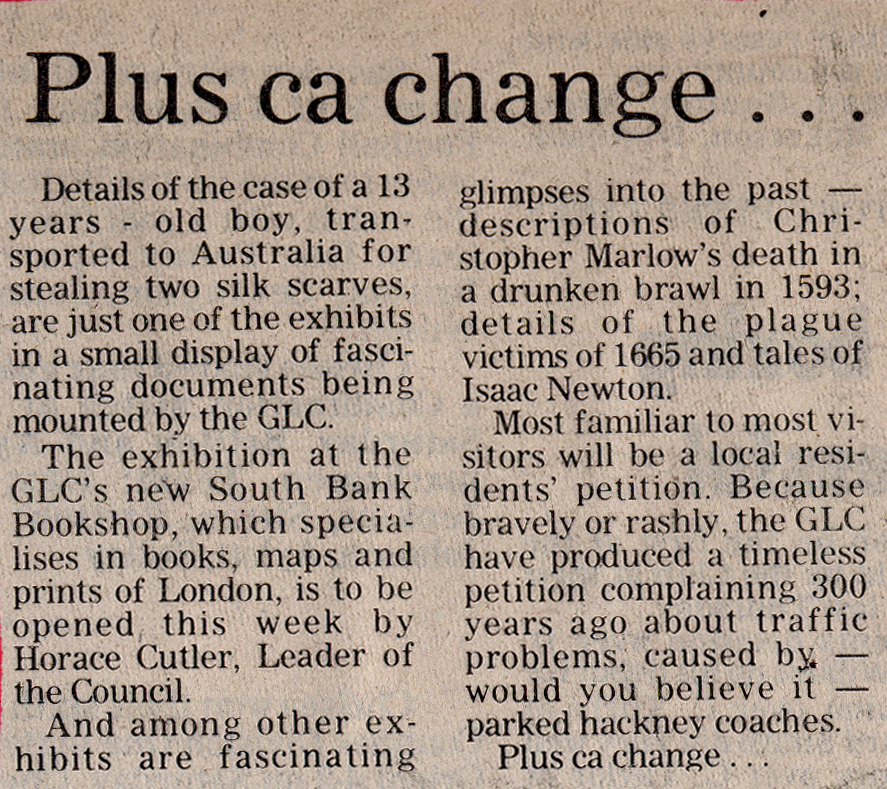 Plus ca change . . .
Details of the case of a 13
years - old boy, tran-
sported to Australia for
stealing two silk scarves,
are just one of the exhibits
in a small display of fasci-
nating documents being
mounted by the GLC.
The exhibition at the
GLC's new South Bank
Bookshop, which specia-
lises in books, maps and
prints of London, is to be
opened this week by
Horace Cutler, Leader of
the Council.
And among other ex-
hibits are fascinating
glimpses into the past —
descriptions of Chri-
stopher Marlow's death in
a drunken brawl in 1593;
details of the plague
victims of 1665 and tales of
Isaac Newton.
Most familiar to most vi-
sitors will be a local resi-
dents' petition. Because
bravely or rashly, the GLC
have produced a timeless
petition complaining 300
years ago about traffic
problems, caused by —
would you believe it —
parked hackney coaches.
Plus ca change . . .